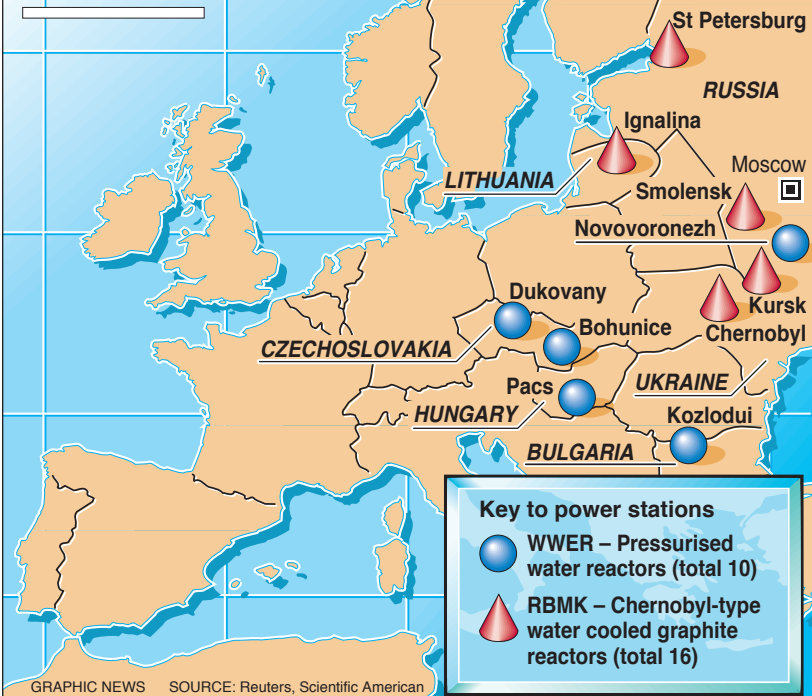 St Petersburg
RUSSIA
Ignalina
Moscow
LITHUANIA
Smolensk
Novovoronezh
Dukovany
Kursk
Bohunice
Chernobyl
CZECHOSLOVAKIA
Pacs
UKRAINE
HUNGARY
Kozlodui
BULGARIA
Key to power stations
WWER – Pressurised
water reactors (total 10)
RBMK – Chernobyl-type
water cooled graphite
reactors (total 16)
GRAPHIC NEWS SOURCE: Reuters, Scientific American